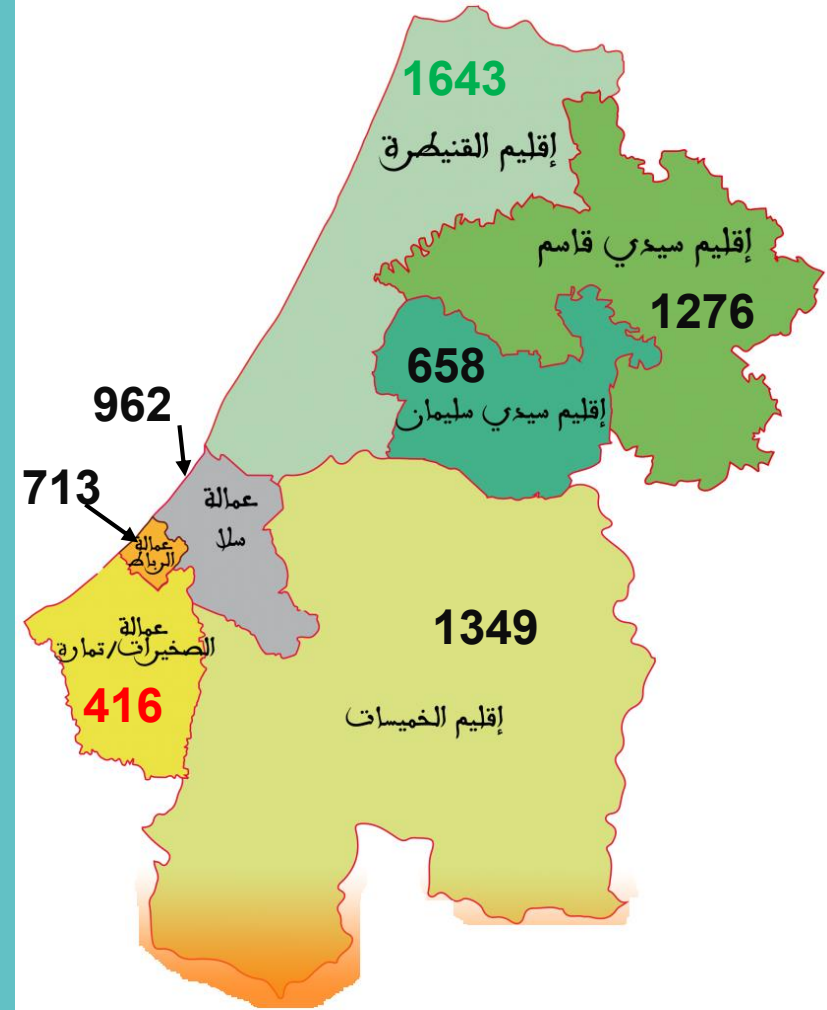 1643
إقليم القنيطرة
إقليم سيدي قاسم
1276
658
إقليم سيدي سليمان
962
713
عمالة
سلا
عمالة
الرباط
عمالة
الصخيرات/تمارة
416
1349
إقليم الخميسات